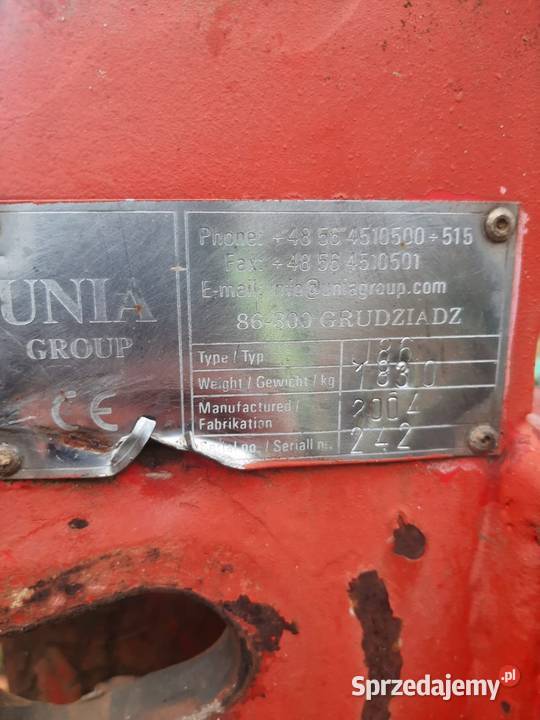 UNIA
GROUP
CE
Phone: +48 56 4510500÷515
Fax: +48 56 4510501
E-mail: info@uniagroup.com
86-300 GRUDZIADZ
Type / Typ
Weight / Gewicht / kg
Manufactured / 2004
Fabrikation
Serial no. / Seriall nr. 242
Sprzedajemy.pl